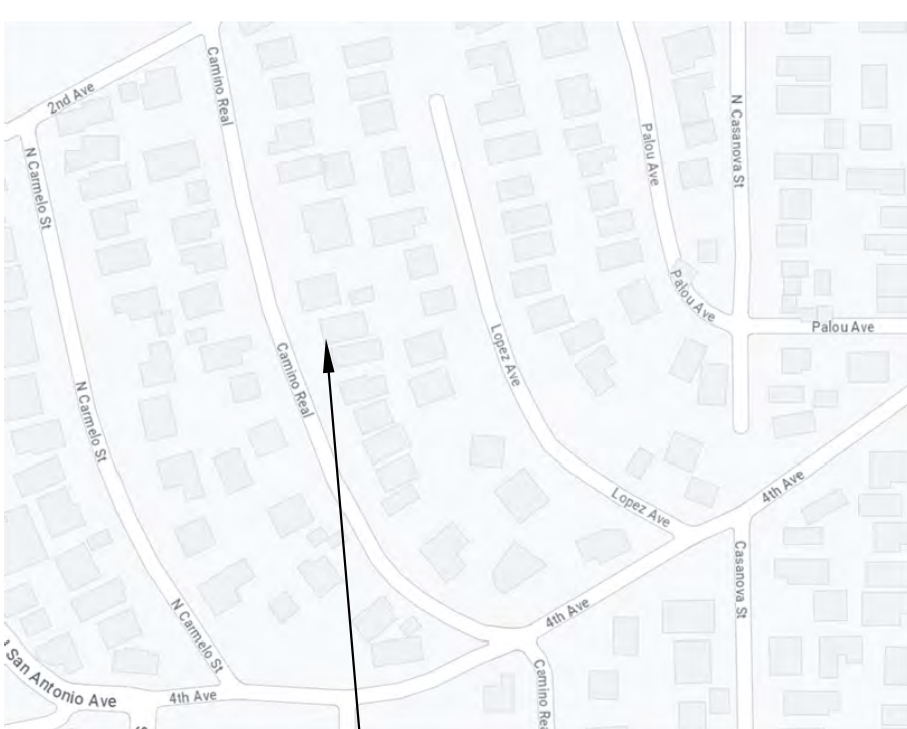 2nd Ave
Camino Real
N Carmelo St
Palou Ave
N Casanova St
Palou Ave
Palou Ave
Lopez Ave
Camino Real
N Carmelo St
4th Ave
Lopez Ave
Casanova St
4th Ave
N Carmelo St
San Antonio Ave
4th Ave
Camino Rea